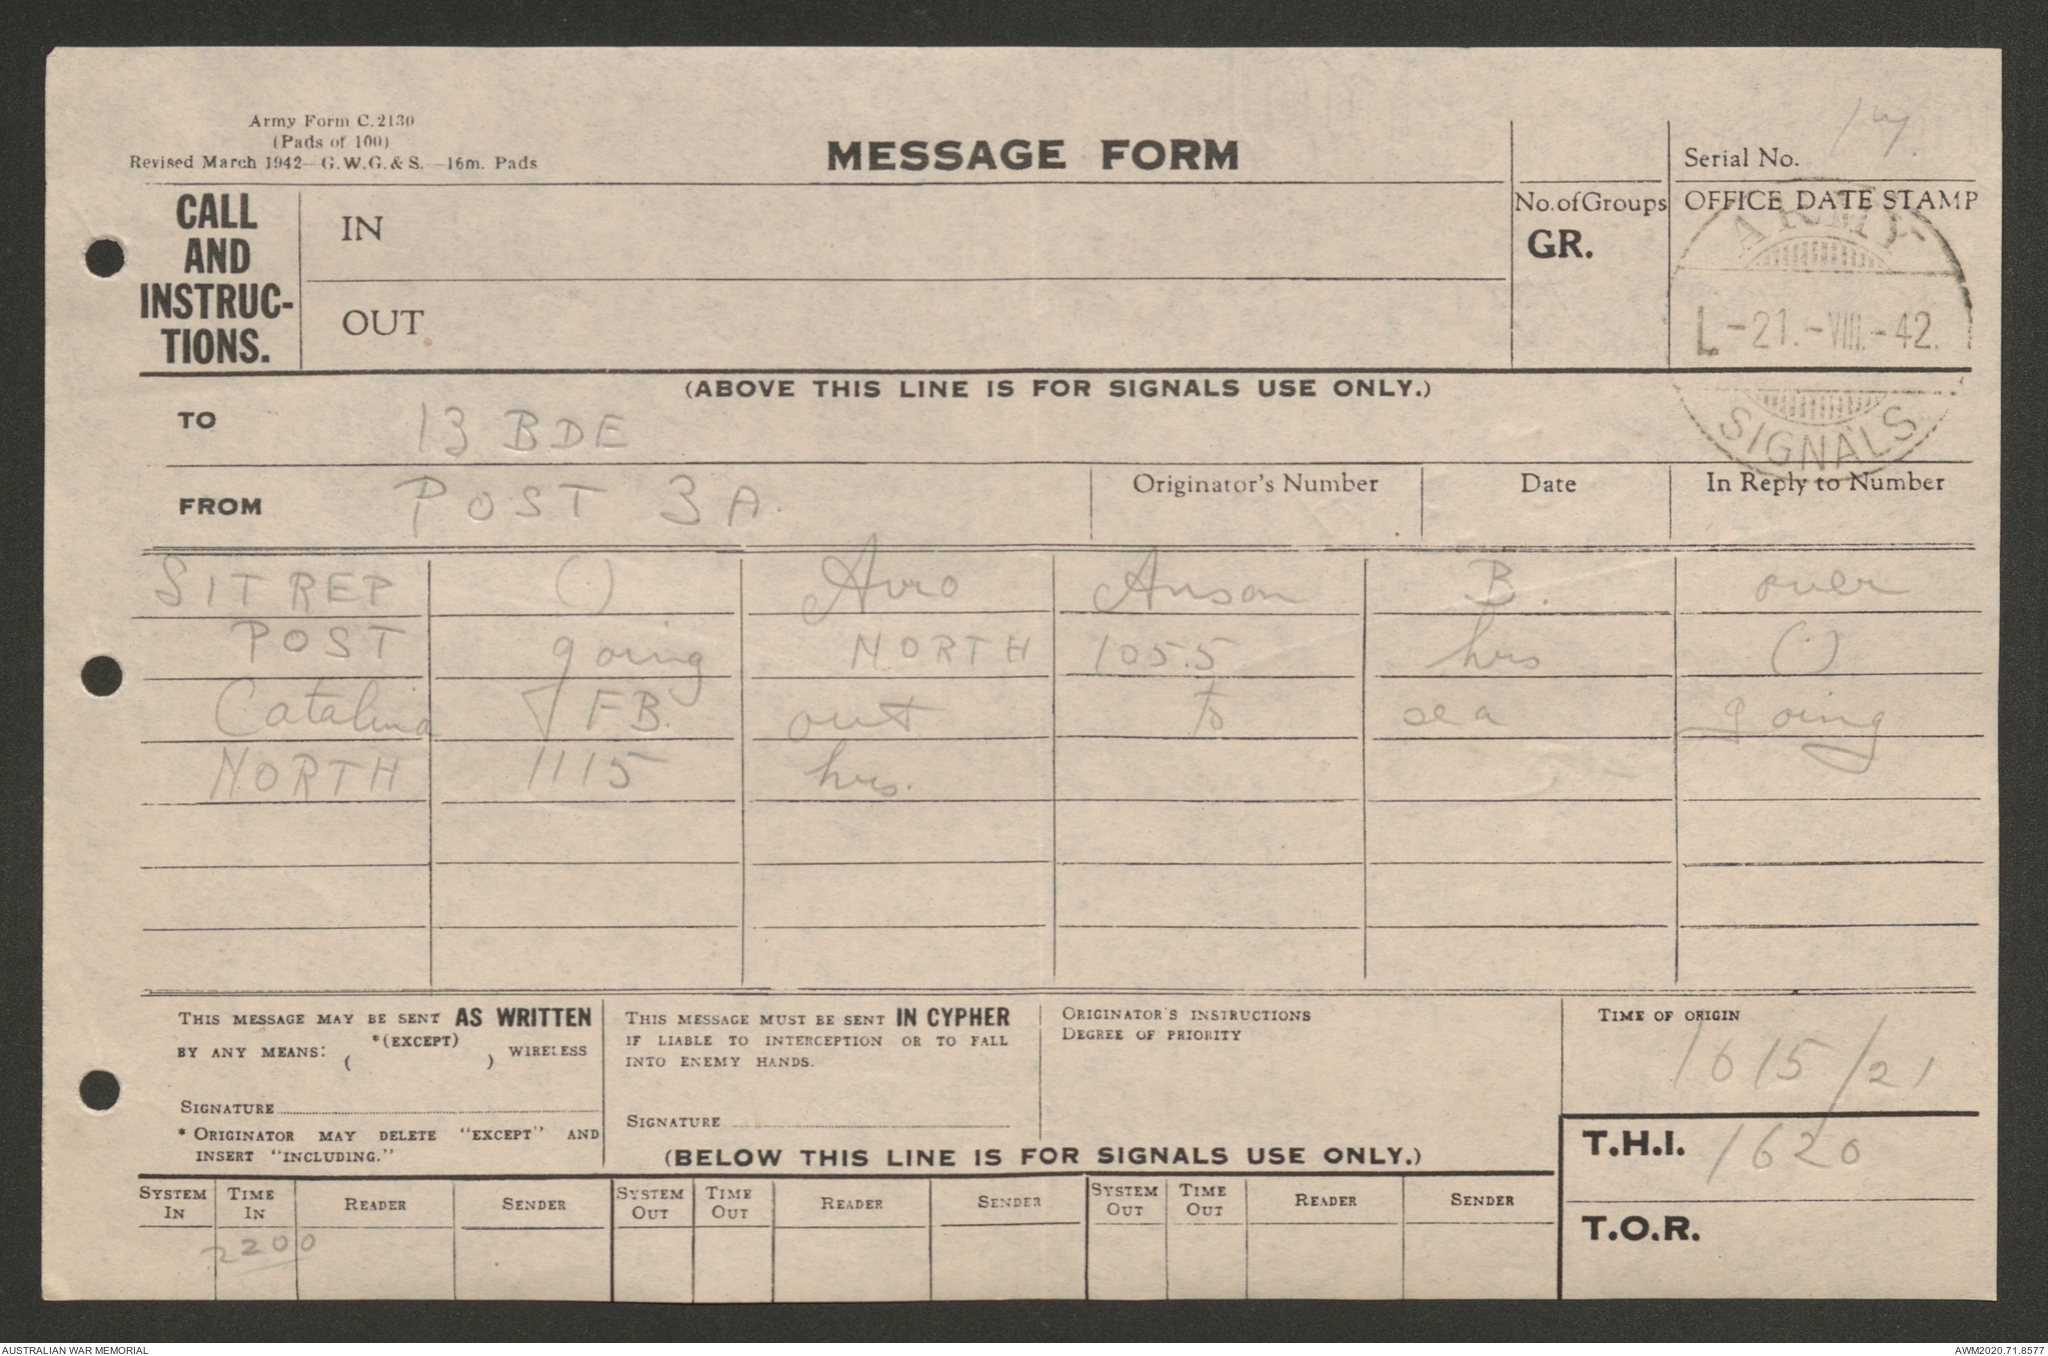 Army Form C.2130
(Pads of 100)
Revised March 1942—G.W.G.&S.—16m. Pads
MESSAGE FORM
Serial No.
CALL AND INSTRUC-TIONS.
IN
OUT
No. of Groups
GR.
OFFICE DATE STAMP
ARMY
L -21.-VIII.-42.
SIGNALS
(ABOVE THIS LINE IS FOR SIGNALS USE ONLY.)
TO 13 BDE
FROM POST 3A.
Originator's Number Date In Reply to Number
SITREP (.) Avro Anson B. over
POST going NORTH 1055 hrs (.)
Catalina FB. out to sea going
NORTH 1115 hrs.
THIS MESSAGE MAY BE SENT AS WRITTEN
BY ANY MEANS: *(EXCEPT) ( ) WIRELESS
SIGNATURE
* ORIGINATOR MAY DELETE "EXCEPT" AND
INSERT "INCLUDING."
THIS MESSAGE MUST BE SENT IN CYPHER
IF LIABLE TO INTERCEPTION OR TO FALL
INTO ENEMY HANDS.
SIGNATURE
ORIGINATOR'S INSTRUCTIONS
DEGREE OF PRIORITY
TIME OF ORIGIN
1615/21
T.H.I. 1620
T.O.R.
(BELOW THIS LINE IS FOR SIGNALS USE ONLY.)
SYSTEM IN TIME IN READER SENDER SYSTEM OUT TIME OUT READER SENDER SYSTEM OUT TIME OUT READER SENDER
2200
AUSTRALIAN WAR MEMORIAL
AWM2020.71.8577